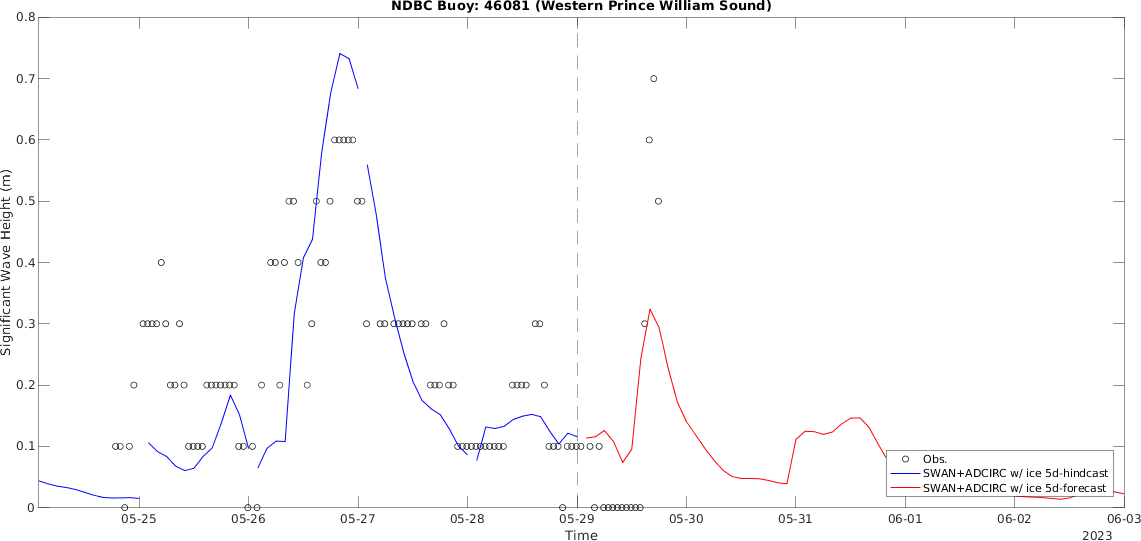 NDBC Buoy: 46081 (Western Prince William Sound)
0.8
0.7
0.6
0.5
0.4
0.3
0.2
0.1
0
Significant Wave Height (m)
Obs.
SWAN+ADCIRC w/ ice 5d-hindcast
SWAN+ADCIRC w/ ice 5d-forecast
05-25 05-26 05-27 05-28 05-29 05-30 05-31 06-01 06-02 06-03
Time
2023